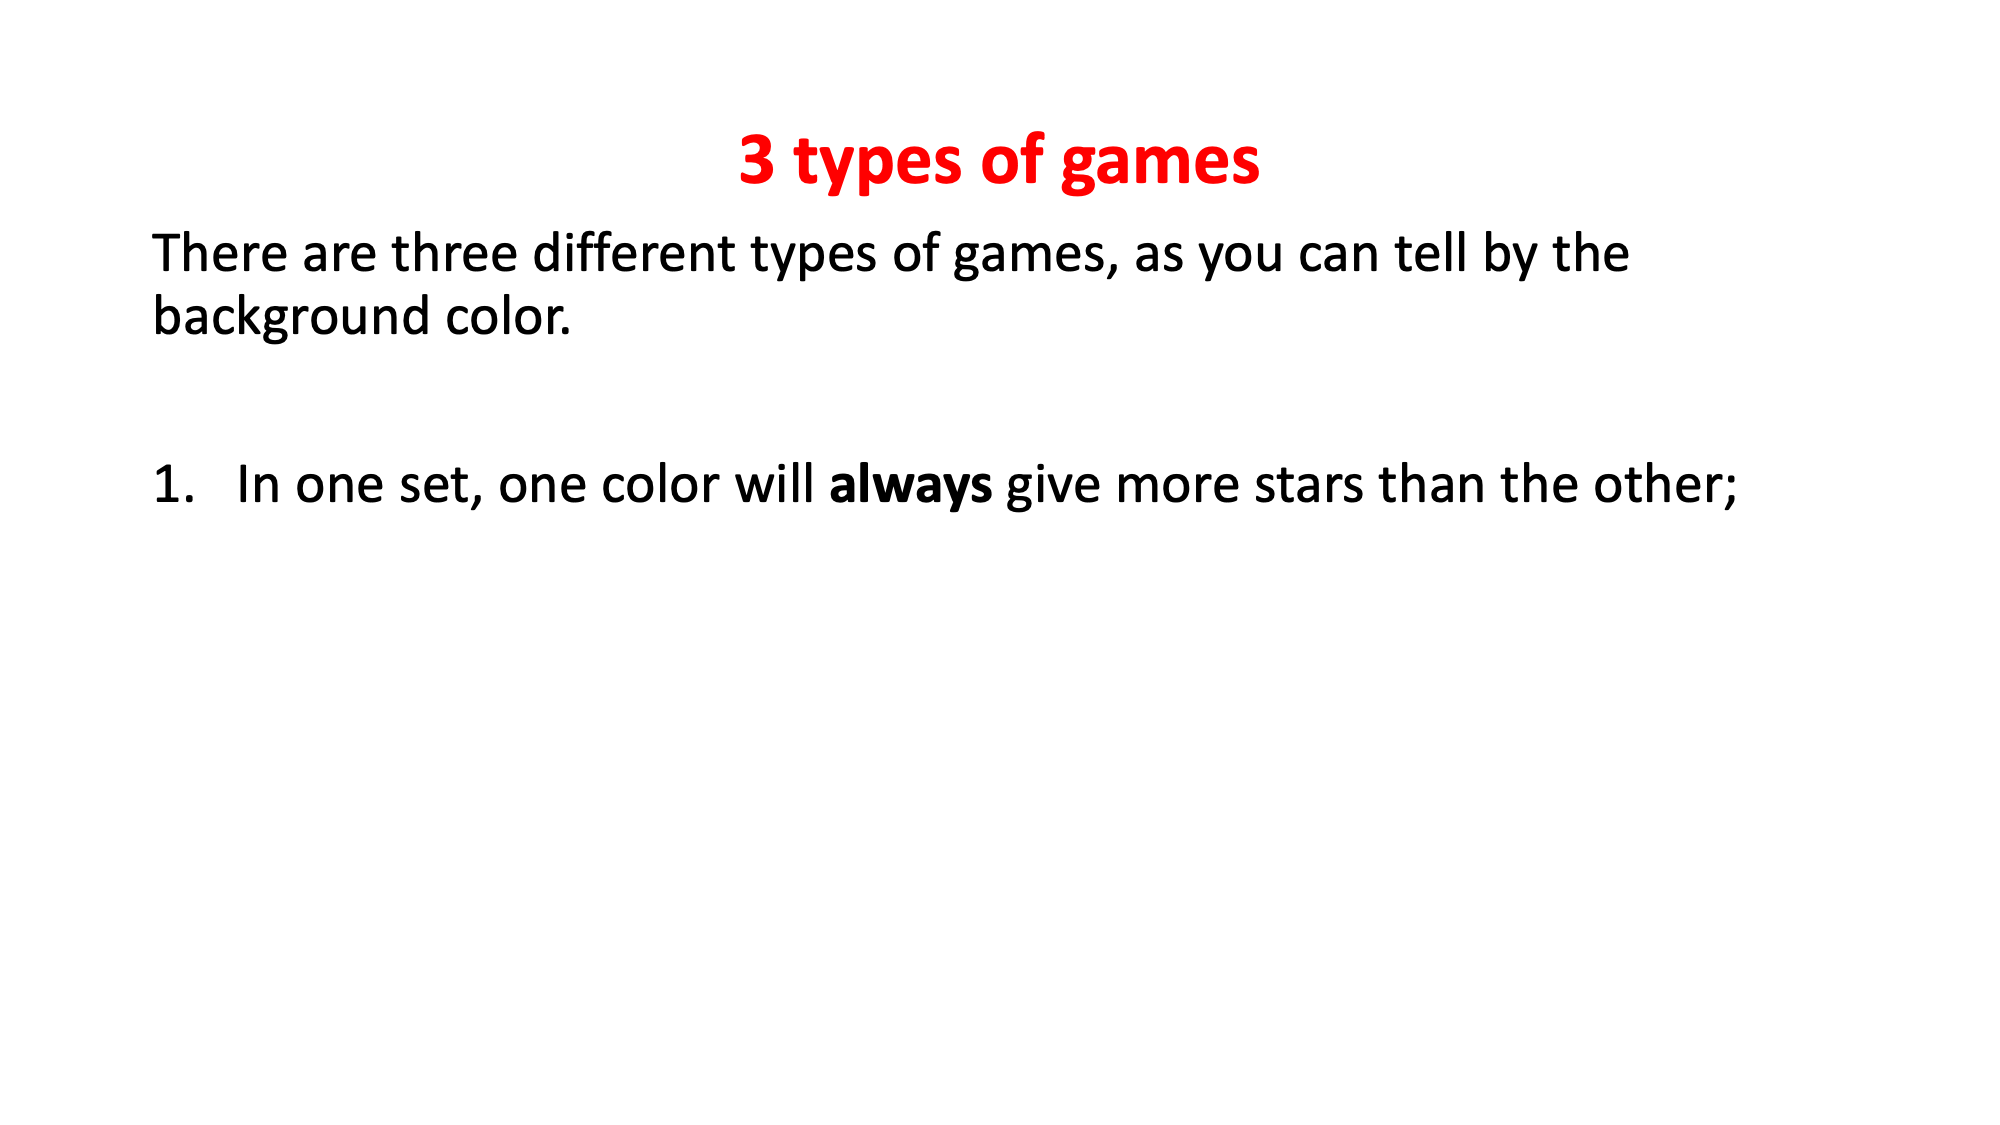 3 types of games
There are three different types of games, as you can tell by the
background color.
1. In one set, one color will always give more stars than the other;